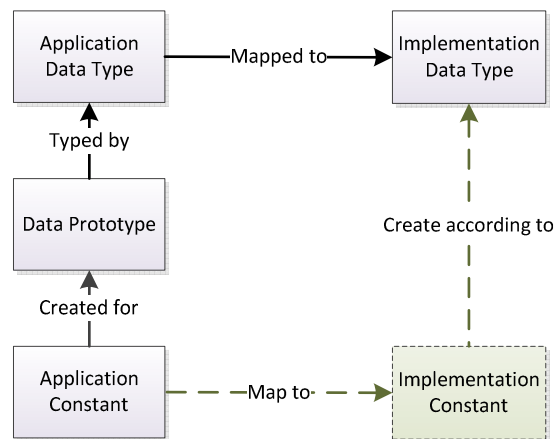 Application
Data Type
Mapped to
Implementation
Data Type
Typed by
Data Prototype
Create according to
Created for
Application
Constant
Map to
Implementation
Constant